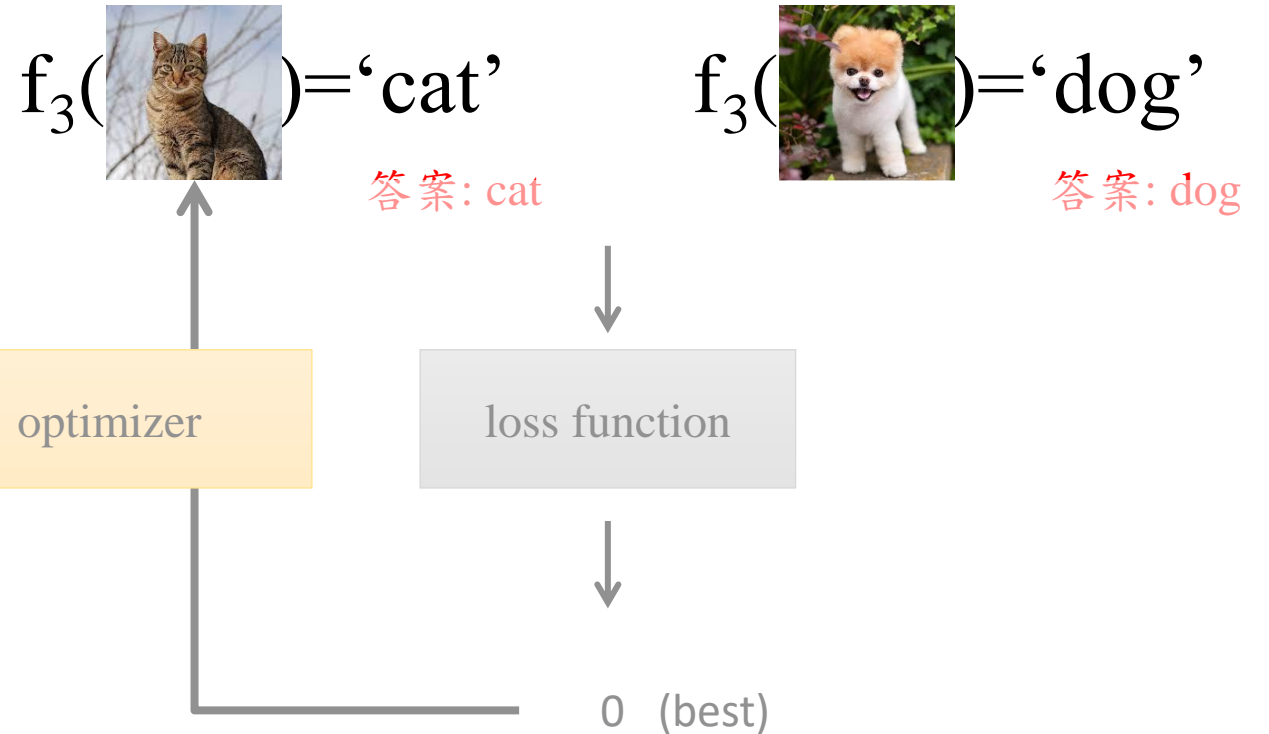 f₃( )=‘cat’
f₃( )=‘dog’
答案: cat
答案: dog
optimizer
loss function
0 (best)